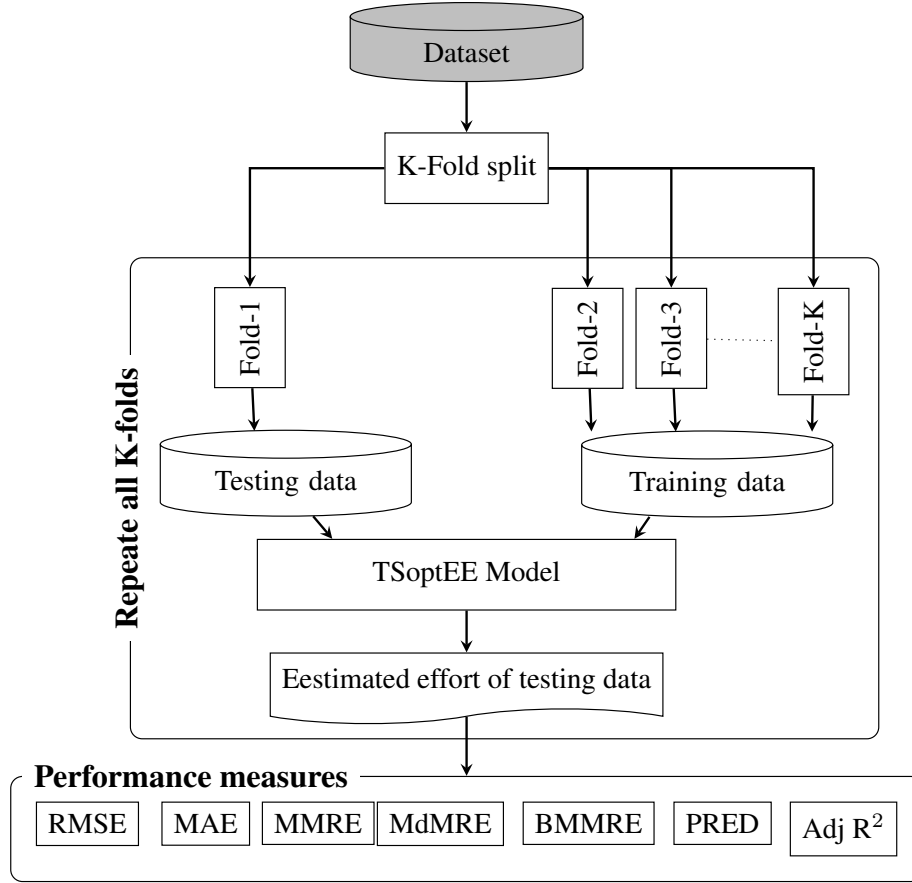 Dataset
K-Fold split
Fold-1
Fold-2
Fold-3
Fold-K
Repeate all K-folds
Testing data
Training data
TSoptEE Model
Eestimated effort of testing data
Performance measures
RMSE MAE MMRE MdMRE BMMRE PRED Adj R²